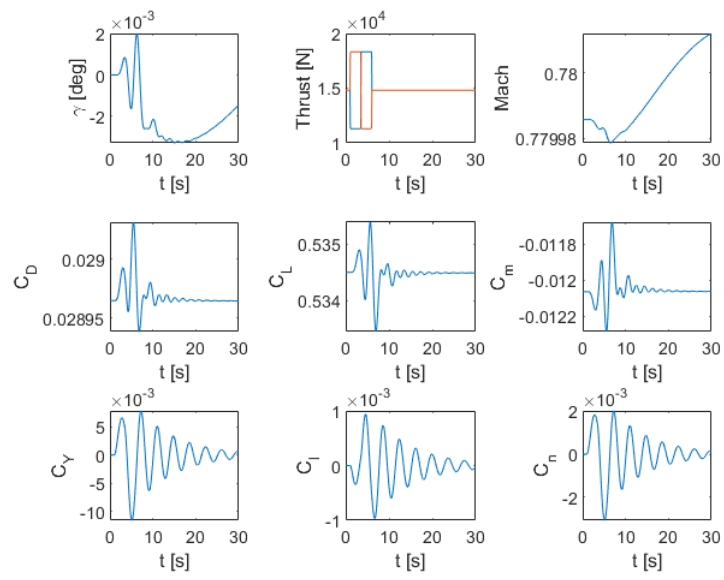 ×10⁻³
2
0
-2
γ [deg]
0 10 20 30
t [s]
×10⁴
2
1.5
1
Thrust [N]
0 10 20 30
t [s]
0.78
0.77998
Mach
0 10 20 30
t [s]
0.029
0.02895
C_D
0 10 20 30
t [s]
0.535
0.534
C_L
0 10 20 30
t [s]
-0.0118
-0.012
-0.0122
C_m
0 10 20 30
t [s]
×10⁻³
5
0
-5
-10
C_Y
0 10 20 30
t [s]
×10⁻³
1
0
-1
C_l
0 10 20 30
t [s]
×10⁻³
2
0
-2
C_n
0 10 20 30
t [s]